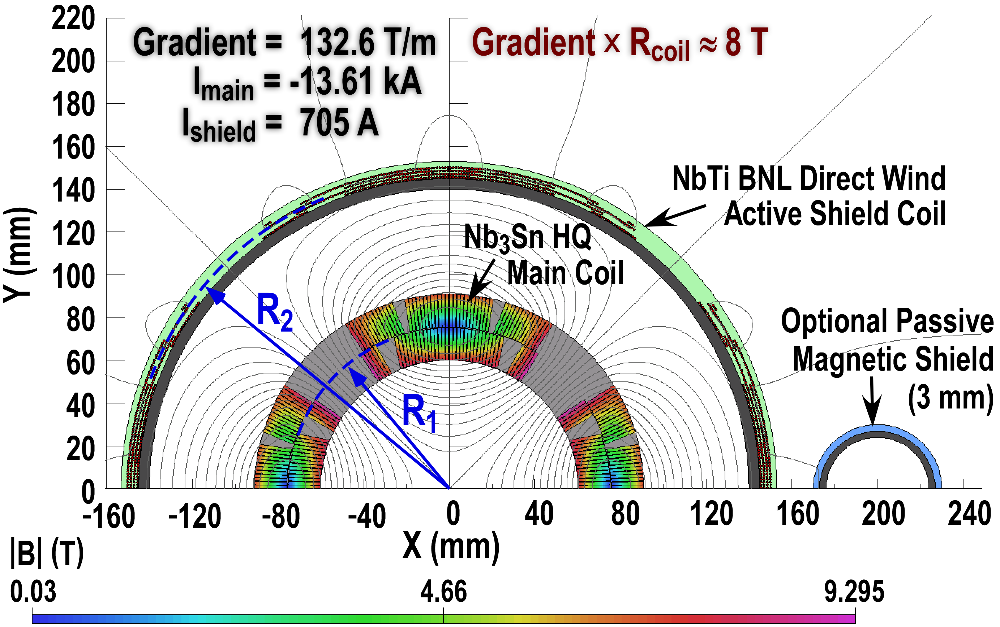 220
200
180
160
140
120
100
80
60
40
20
0
Y (mm)
Gradient = 132.6 T/m
I_main = -13.61 kA
I_shield = 705 A
Gradient x R_coil ≈ 8 T
NbTi BNL Direct Wind
Active Shield Coil
Nb₃Sn HQ
Main Coil
Optional Passive
Magnetic Shield
(3 mm)
R₂
R₁
-160 -120 -80 -40 0 40 80 120 160 200 240
X (mm)
|B| (T)
0.03 4.66 9.295